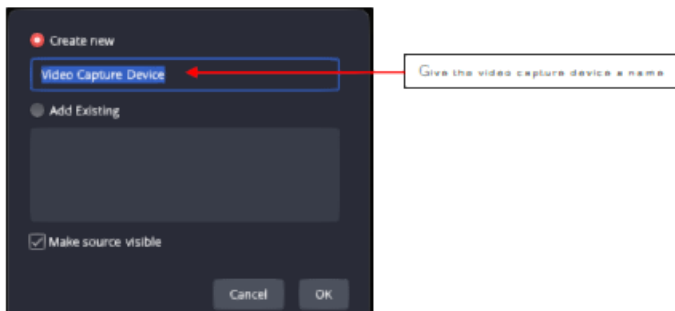 Create new
Video Capture Device
Give the video capture device a name
Add Existing
Make source visible
Cancel OK